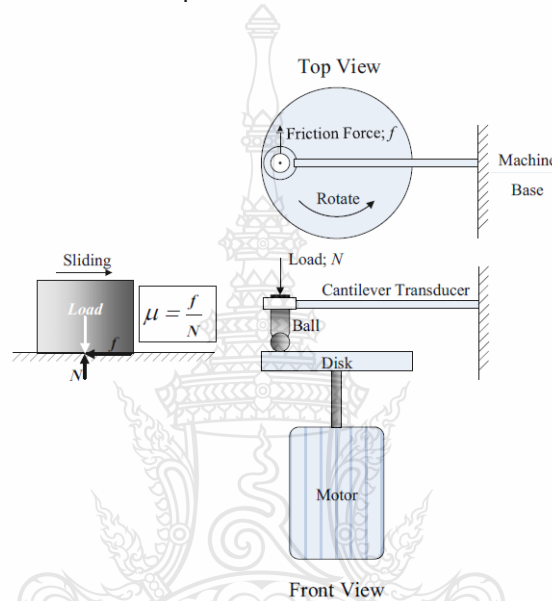 Top View
Friction Force; f
Machine
Base
Rotate
Sliding
Load
f
N
μ = f / N
Load; N
Cantilever Transducer
Ball
Disk
Motor
Front View